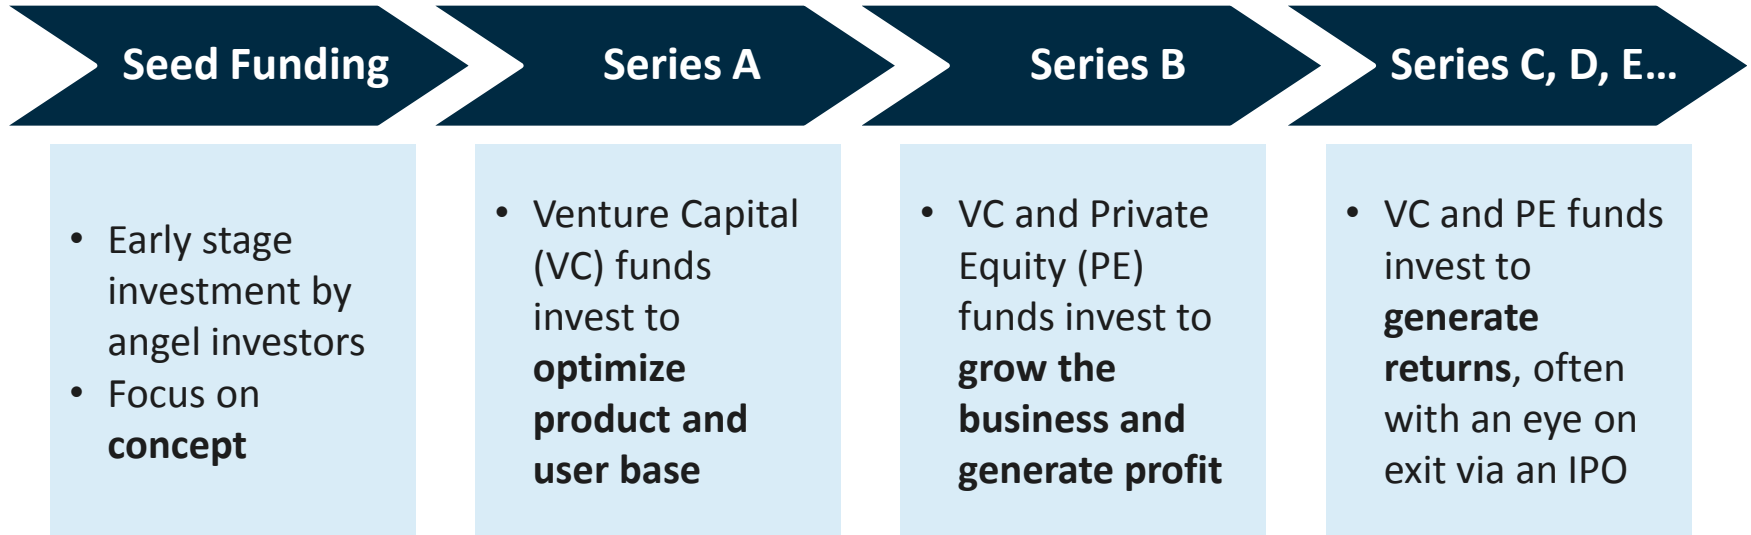 Seed Funding
• Early stage
investment by
angel investors
• Focus on
concept
Series A
• Venture Capital
(VC) funds
invest to
optimize
product and
user base
Series B
• VC and Private
Equity (PE)
funds invest to
grow the
business and
generate profit
Series C, D, E…
• VC and PE funds
invest to
generate
returns, often
with an eye on
exit via an IPO